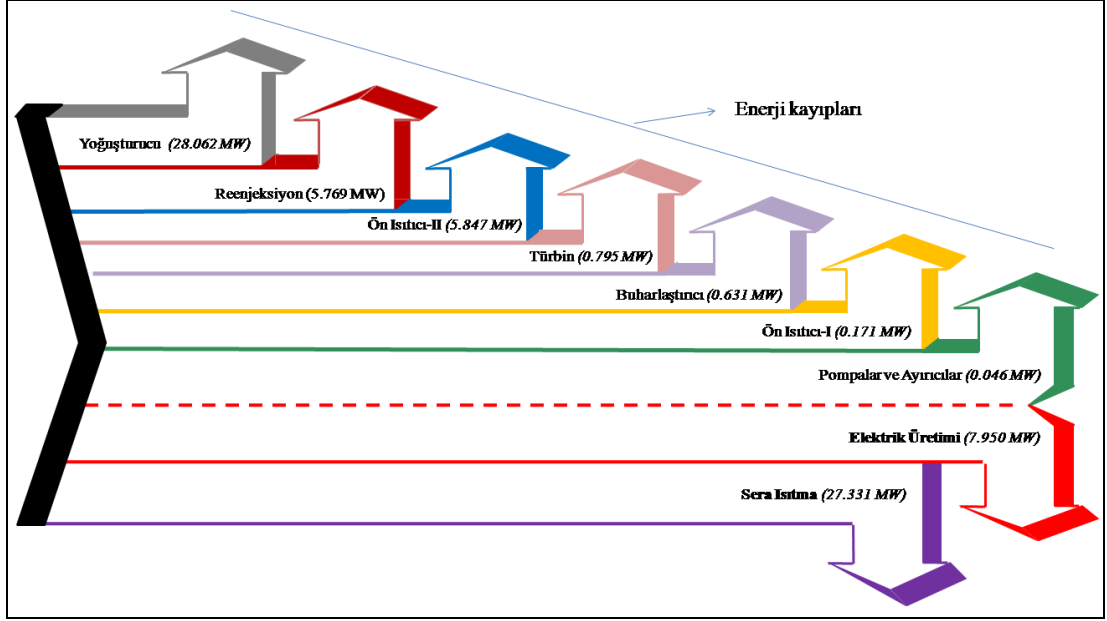 Enerji kayıpları
Yoğuşturucu (28.062 MW)
Reenjeksiyon (5.769 MW)
Ön Isıtıcı-II (5.847 MW)
Türbin (0.795 MW)
Buharlaştırıcı (0.631 MW)
Ön Isıtıcı-I (0.171 MW)
Pompalar ve Ayırıcılar (0.046 MW)
Elektrik Üretimi (7.950 MW)
Sera Isıtma (27.331 MW)